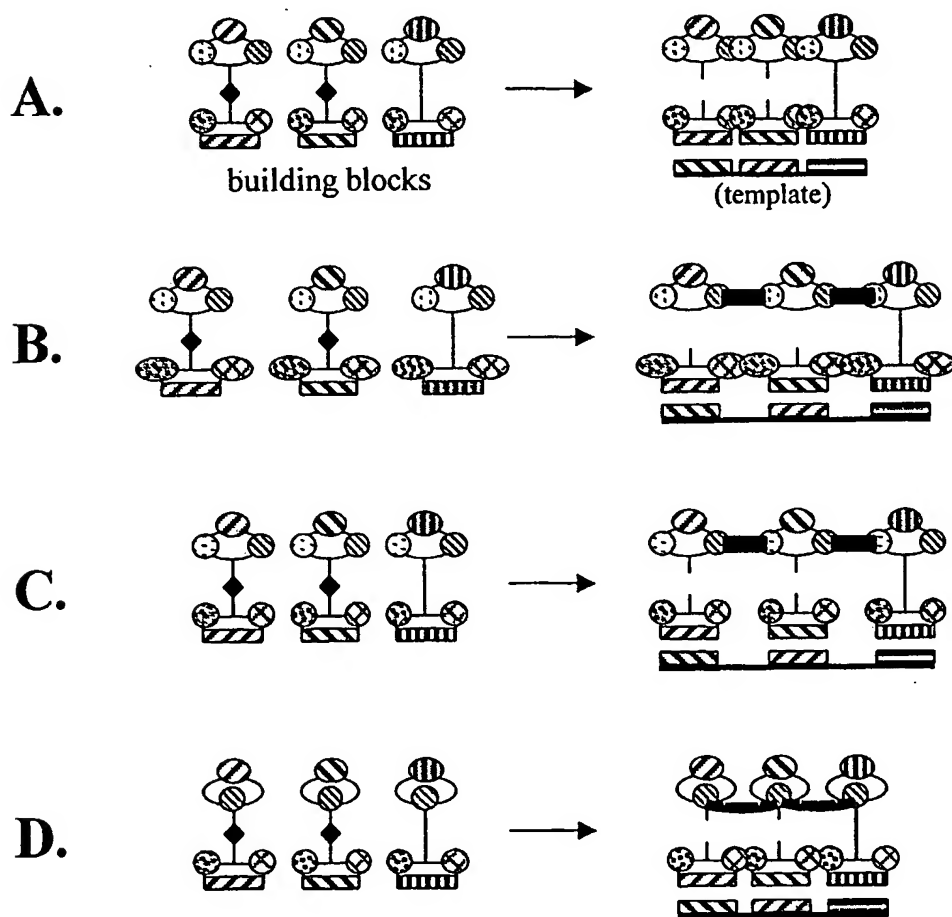 A.
building blocks
(template)
B.
C.
D.